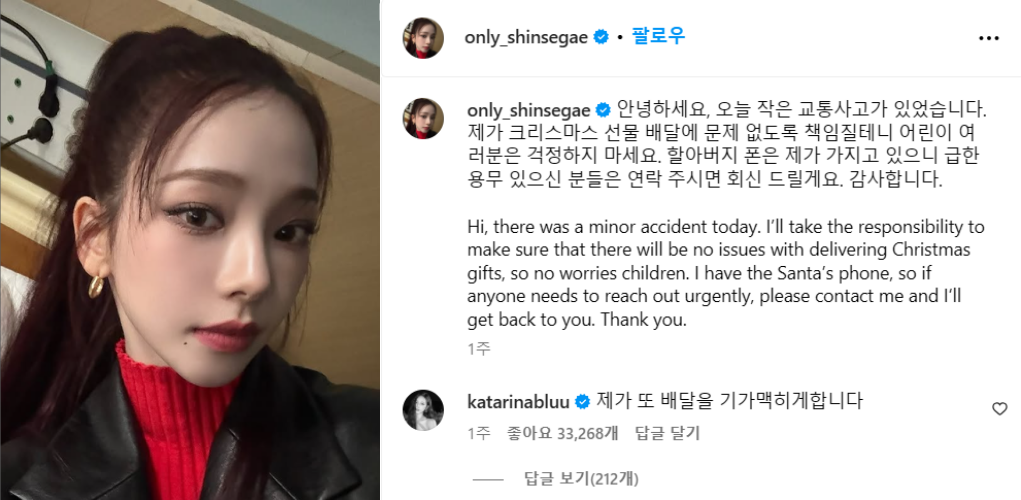 only_shinsegae • 팔로우
only_shinsegae 안녕하세요, 오늘 작은 교통사고가 있었습니다.
제가 크리스마스 선물 배달에 문제 없도록 책임질테니 어린이 여
러분은 걱정하지 마세요. 할아버지 폰은 제가 가지고 있으니 급한
용무 있으신 분들은 연락 주시면 회신 드릴게요. 감사합니다.
Hi, there was a minor accident today. I’ll take the responsibility to
make sure that there will be no issues with delivering Christmas
gifts, so no worries children. I have the Santa’s phone, so if
anyone needs to reach out urgently, please contact me and I’ll
get back to you. Thank you.
1주
katarinabluu 제가 또 배달을 기가맥히게합니다
1주 좋아요 33,268개 답글 달기
답글 보기(212개)